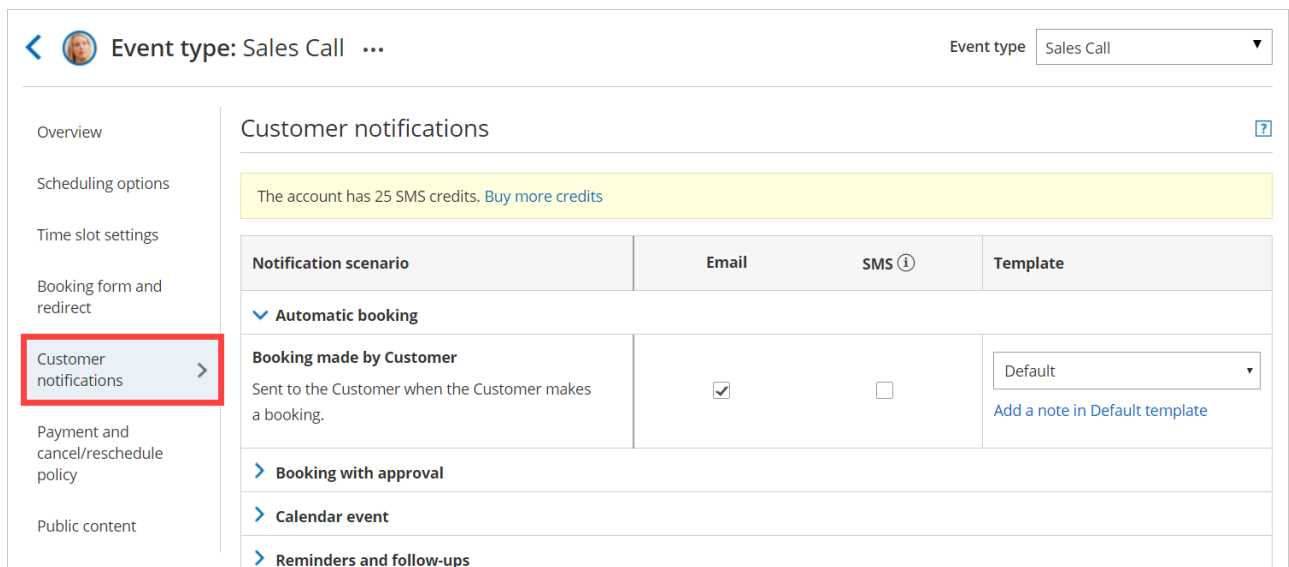 Event type: Sales Call
Event type
Sales Call
Overview
Scheduling options
Time slot settings
Booking form and
redirect
Customer
notifications
Payment and
cancel/reschedule
policy
Public content
Customer notifications
?
The account has 25 SMS credits. Buy more credits
Notification scenario
Email
SMS i
Template
Automatic booking
Booking made by Customer
Sent to the Customer when the Customer makes
a booking.
Default
Add a note in Default template
Booking with approval
Calendar event
Reminders and follow-ups